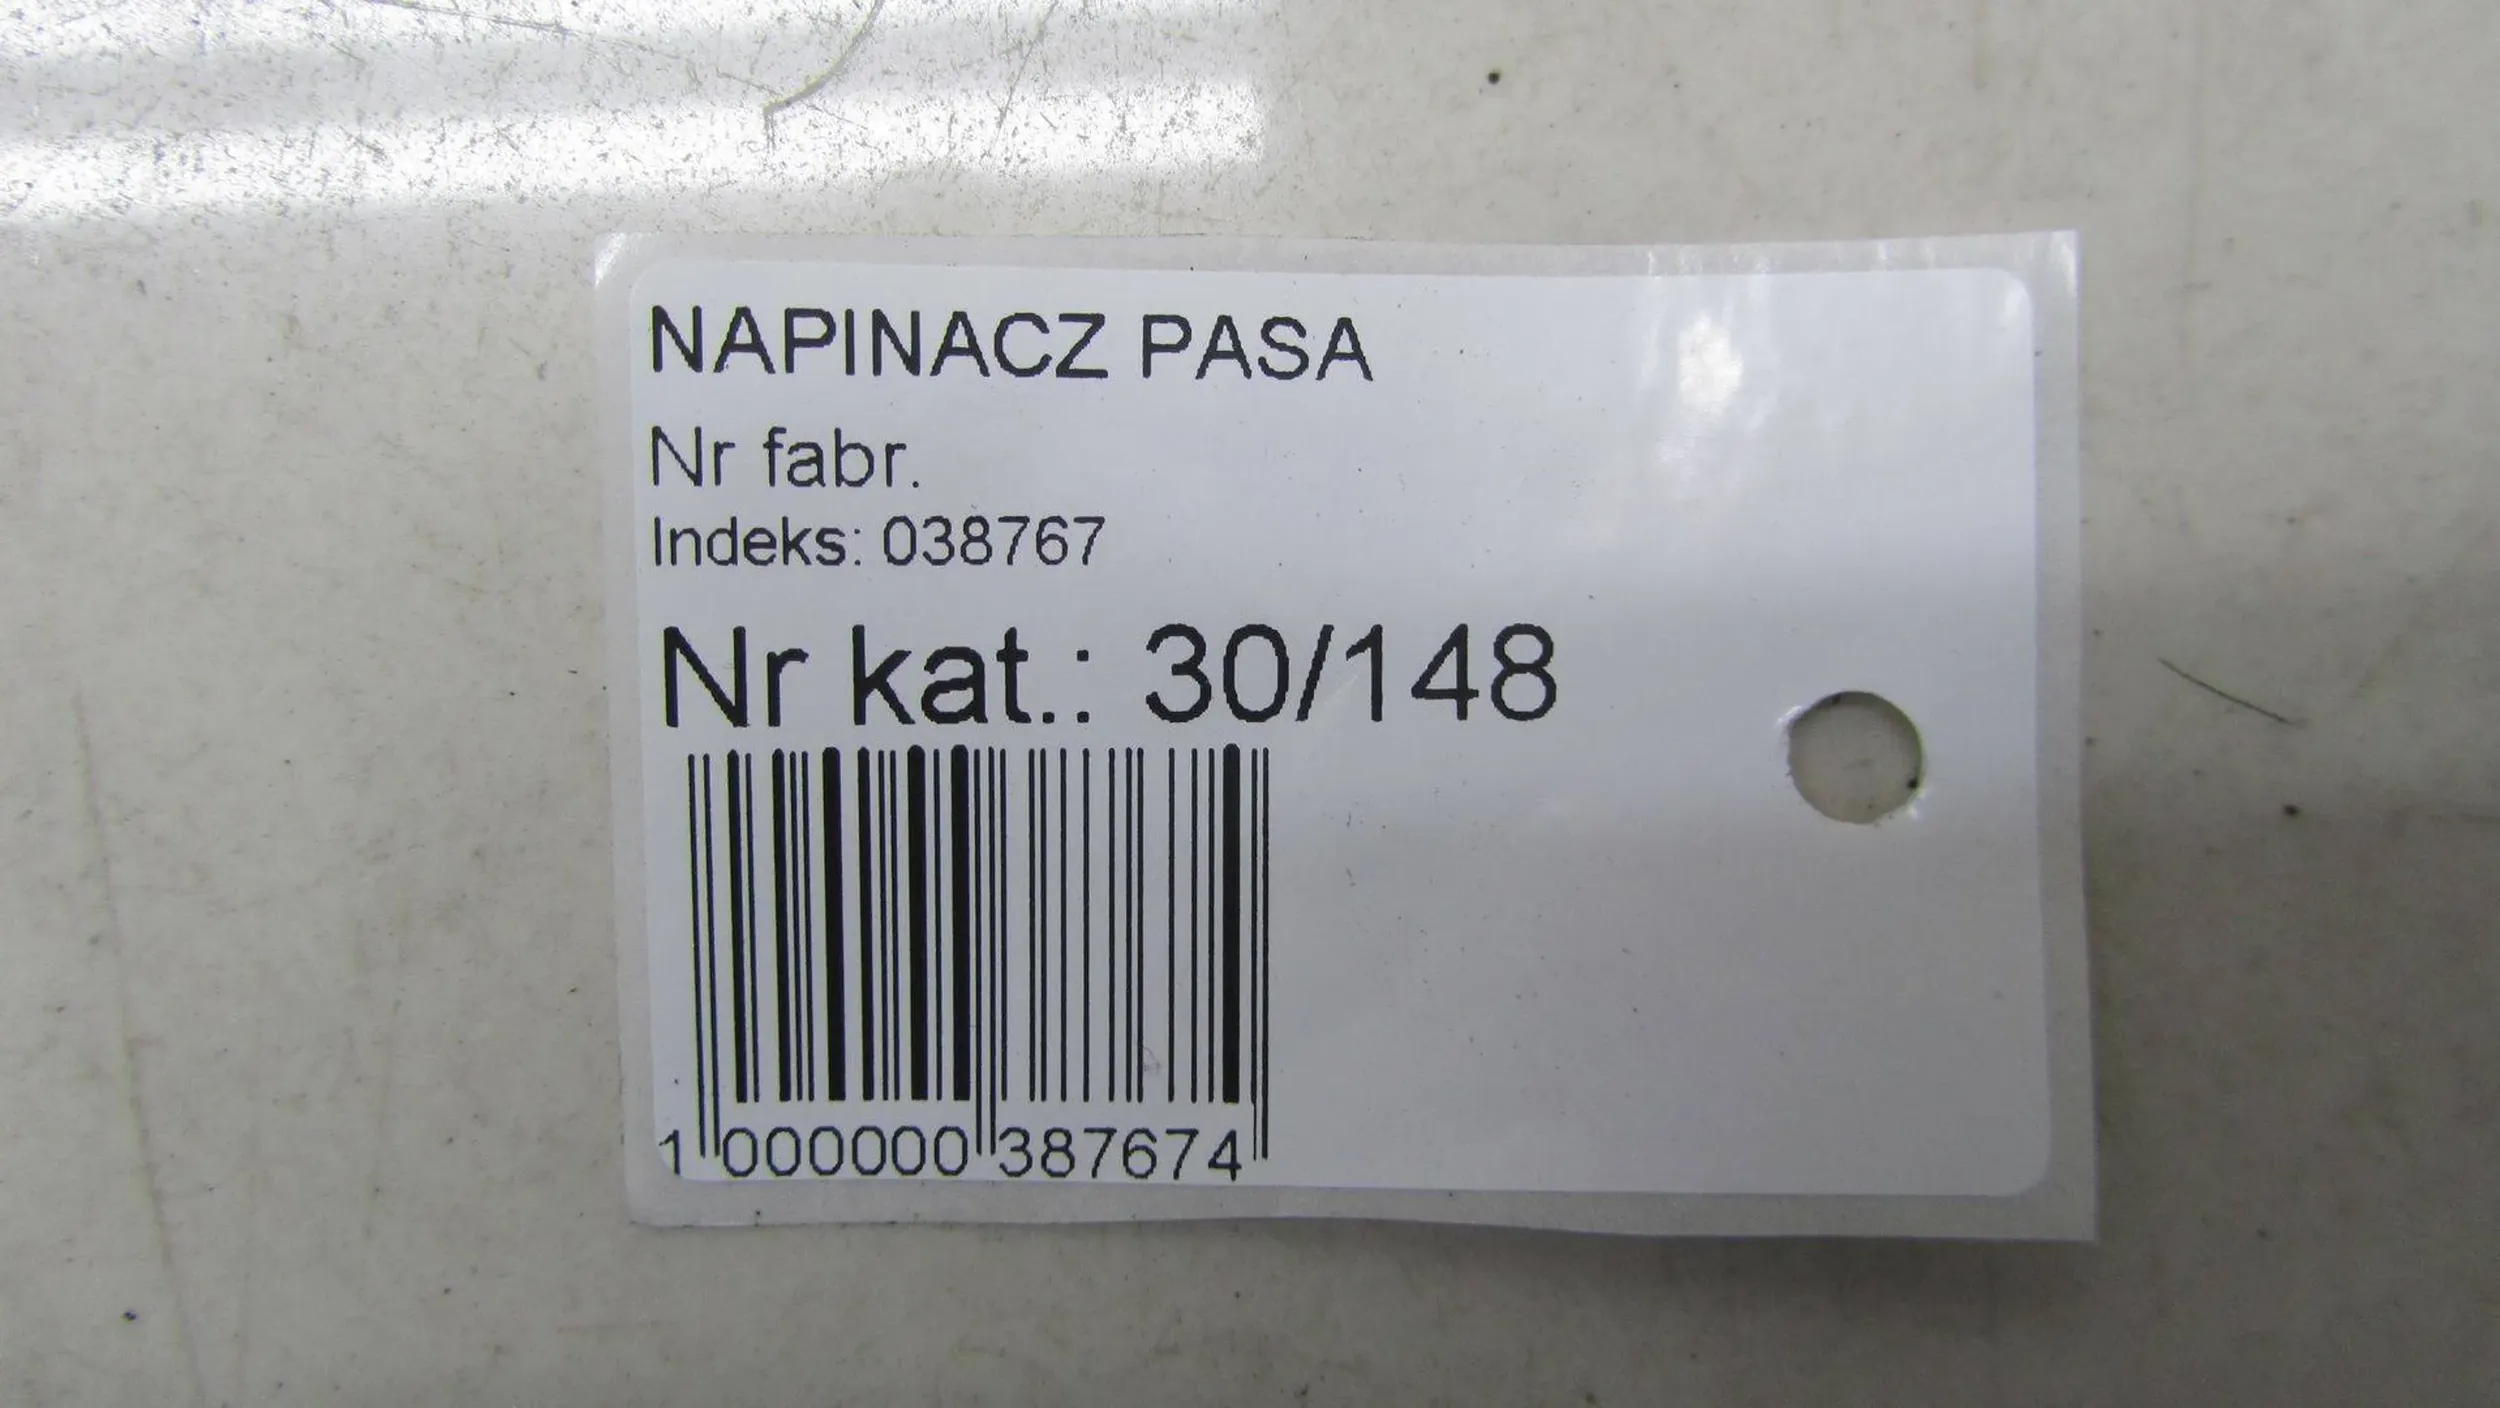 NAPINACZ PASA
Nr fabr.
Indeks: 038767
Nr kat.: 30/148
1 000000 387674